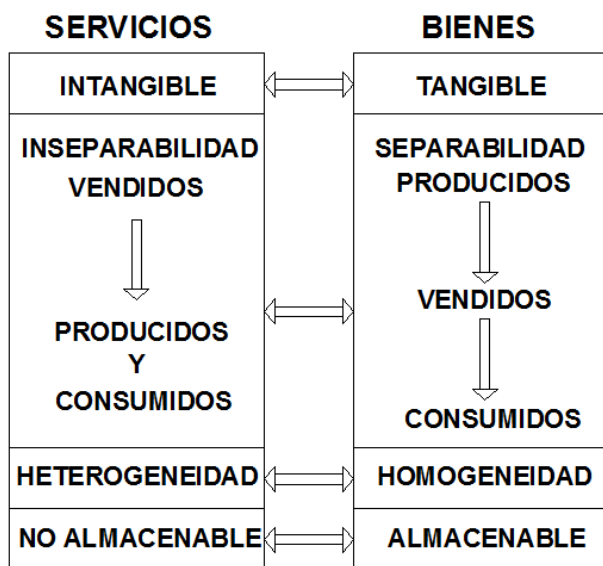 SERVICIOS
INTANGIBLE
INSEPARABILIDAD
VENDIDOS
PRODUCIDOS
Y
CONSUMIDOS
HETEROGENEIDAD
NO ALMACENABLE
BIENES
TANGIBLE
SEPARABILIDAD
PRODUCIDOS
VENDIDOS
CONSUMIDOS
HOMOGENEIDAD
ALMACENABLE